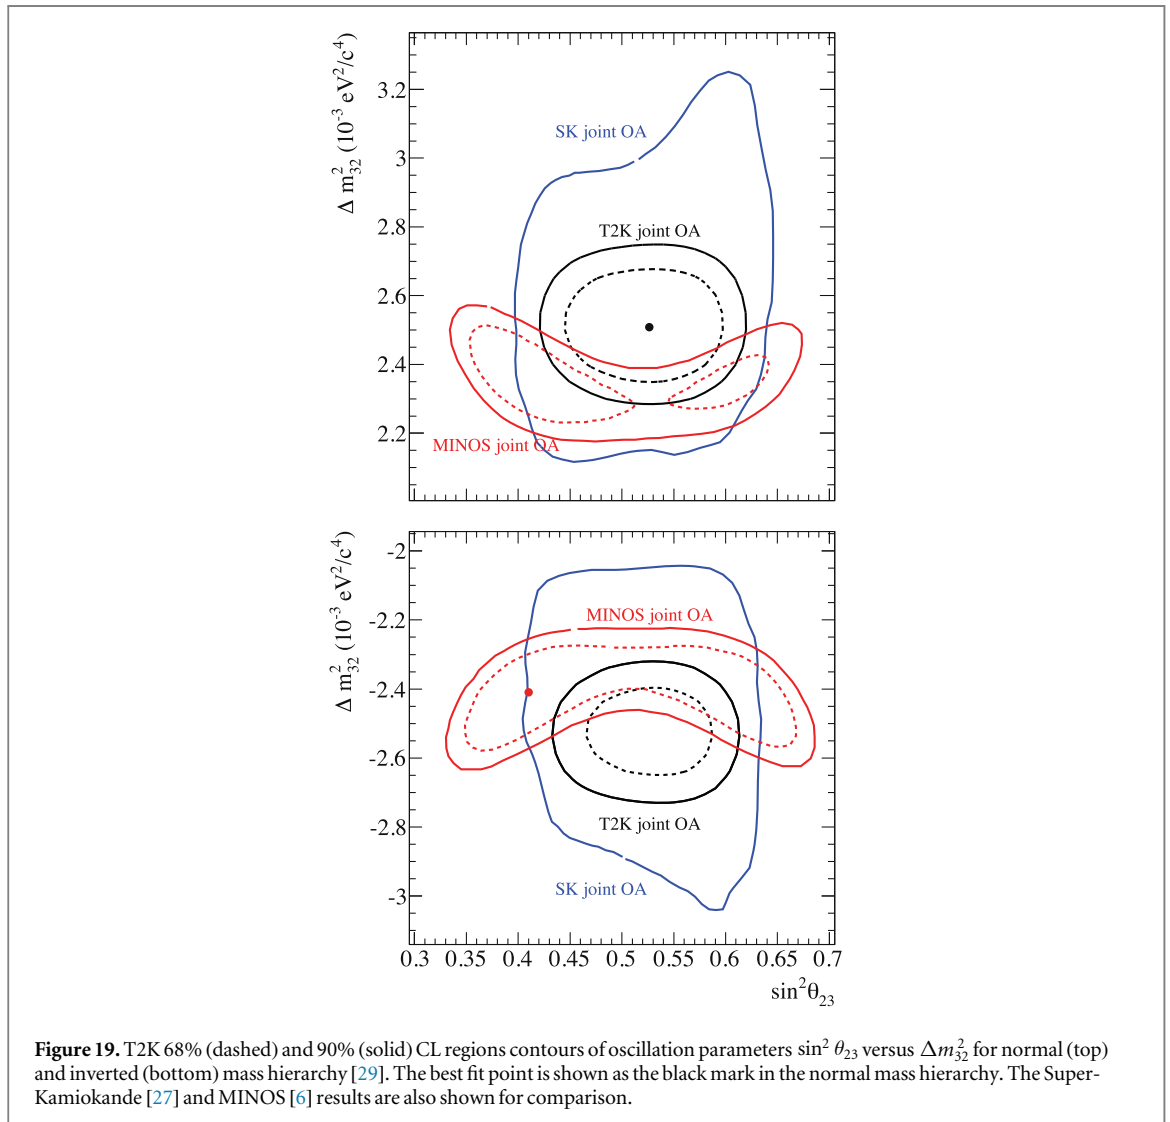 Δ m²₃₂ (10⁻³ eV²/c⁴)
3.2
3
2.8
2.6
2.4
2.2
SK joint OA
T2K joint OA
MINOS joint OA
Δ m²₃₂ (10⁻³ eV²/c⁴)
-2
-2.2
-2.4
-2.6
-2.8
-3
MINOS joint OA
T2K joint OA
SK joint OA
0.3 0.35 0.4 0.45 0.5 0.55 0.6 0.65 0.7
sin²θ₂₃
Figure 19. T2K 68% (dashed) and 90% (solid) CL regions contours of oscillation parameters sin² θ₂₃ versus Δm²₃₂ for normal (top)
and inverted (bottom) mass hierarchy [29]. The best fit point is shown as the black mark in the normal mass hierarchy. The Super-
Kamiokande [27] and MINOS [6] results are also shown for comparison.